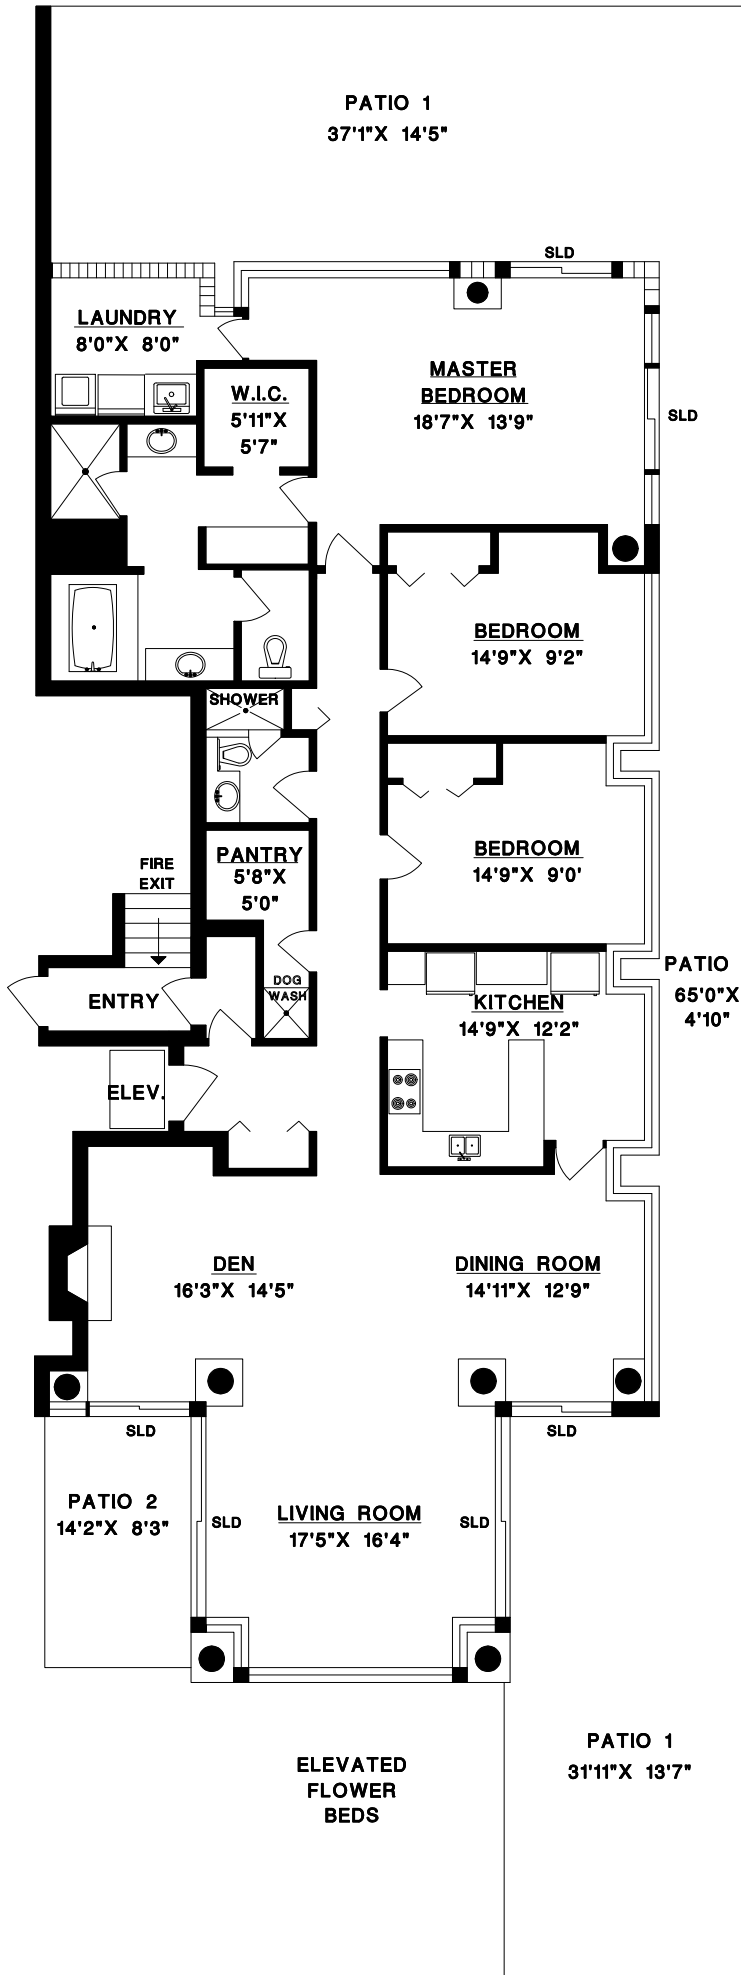 PATIO 1
37'1"X 14'5"
SLD
LAUNDRY
8'0"X 8'0"
W.I.C.
5'11"X
5'7"
MASTER
BEDROOM
18'7"X 13'9"
SLD
BEDROOM
14'9"X 9'2"
SHOWER
BEDROOM
14'9"X 9'0'
PANTRY
5'8"X
5'0"
FIRE
EXIT
DOG
WASH
ENTRY
KITCHEN
14'9"X 12'2"
PATIO
65'0"X
4'10"
ELEV.
DEN
16'3"X 14'5"
DINING ROOM
14'11"X 12'9"
SLD
SLD
PATIO 2
14'2"X 8'3"
SLD
LIVING ROOM
17'5"X 16'4"
SLD
ELEVATED
FLOWER
BEDS
PATIO 1
31'11"X 13'7"